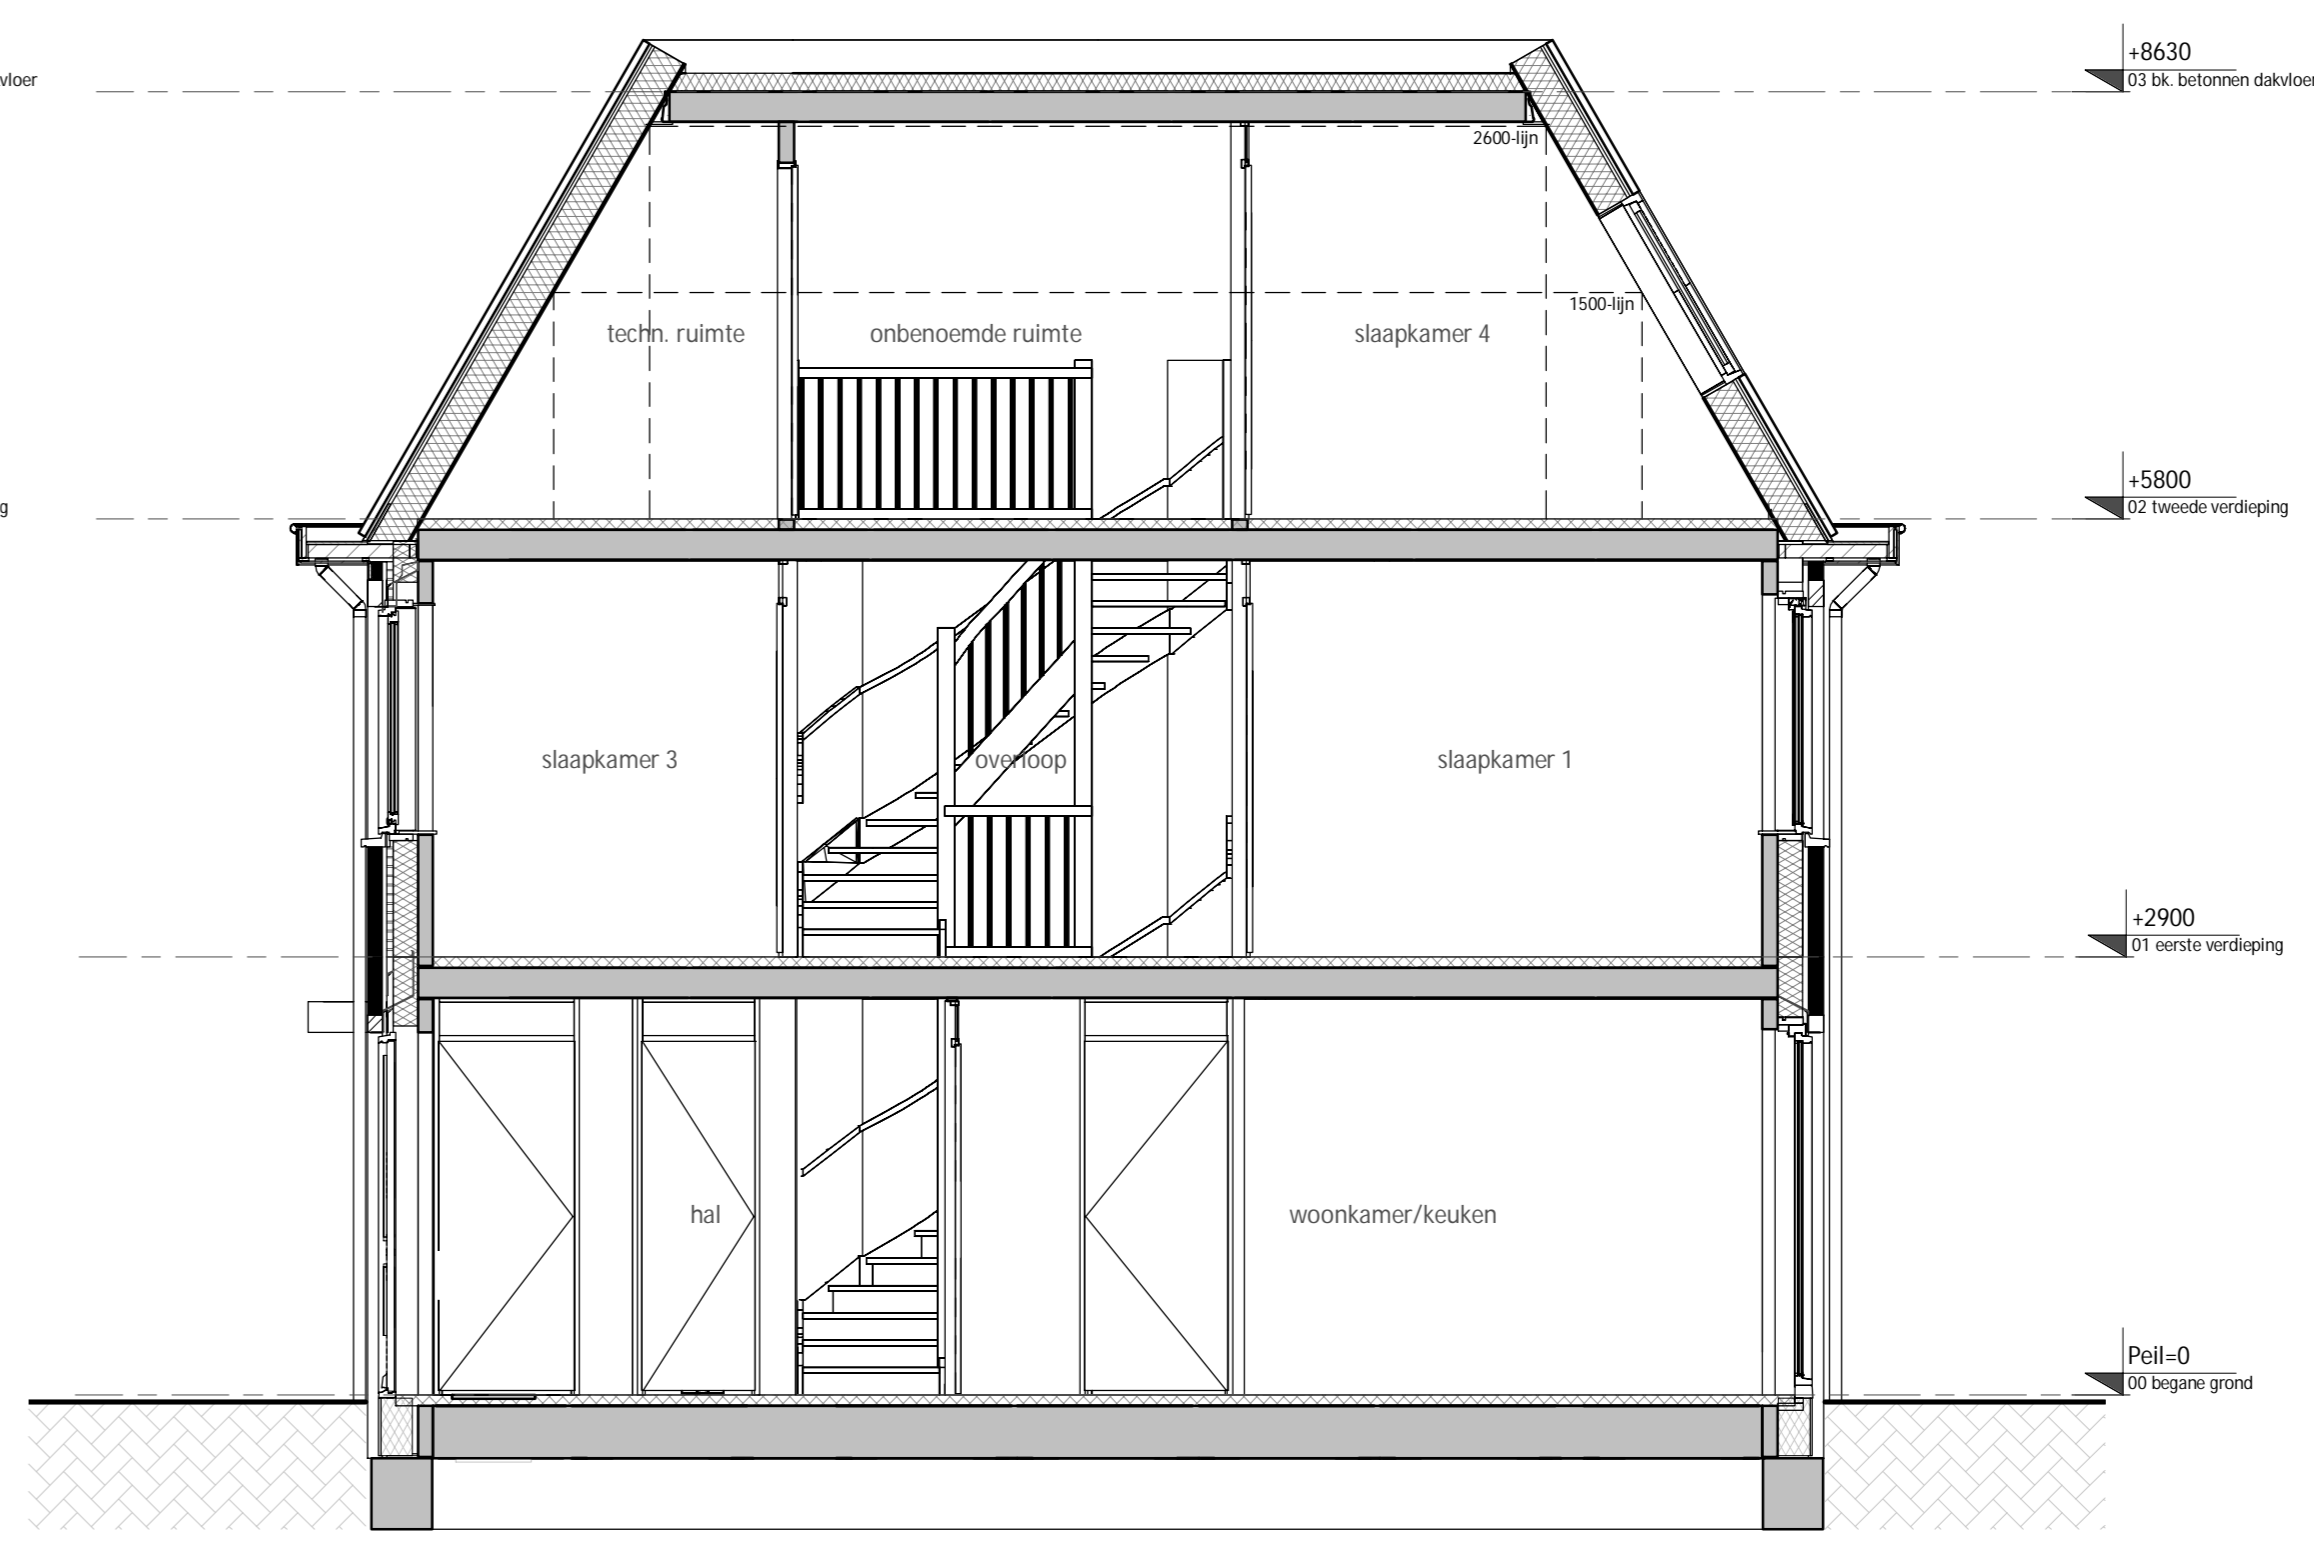 +8630
vloer
03 bk. betonnen dakvloer
2600-lijn
1500-lijn
techn. ruimte
onbenoemde ruimte
slaapkamer 4
+5800
g
02 tweede verdieping
slaapkamer 3
overloop
slaapkamer 1
+2900
01 eerste verdieping
hal
woonkamer/keuken
Peil=0
00 begane grond